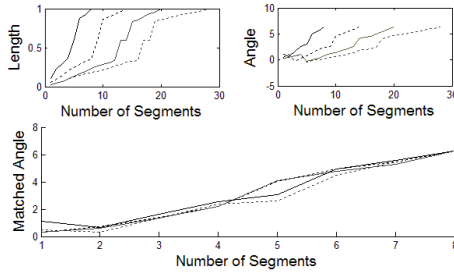 Length
1
0.5
0
0 10 20 30
Number of Segments
Angle
10
5
0
-5
0 10 20 30
Number of Segments
Matched Angle
8
6
4
2
0
1 2 3 4 5 6 7 8
Number of Segments